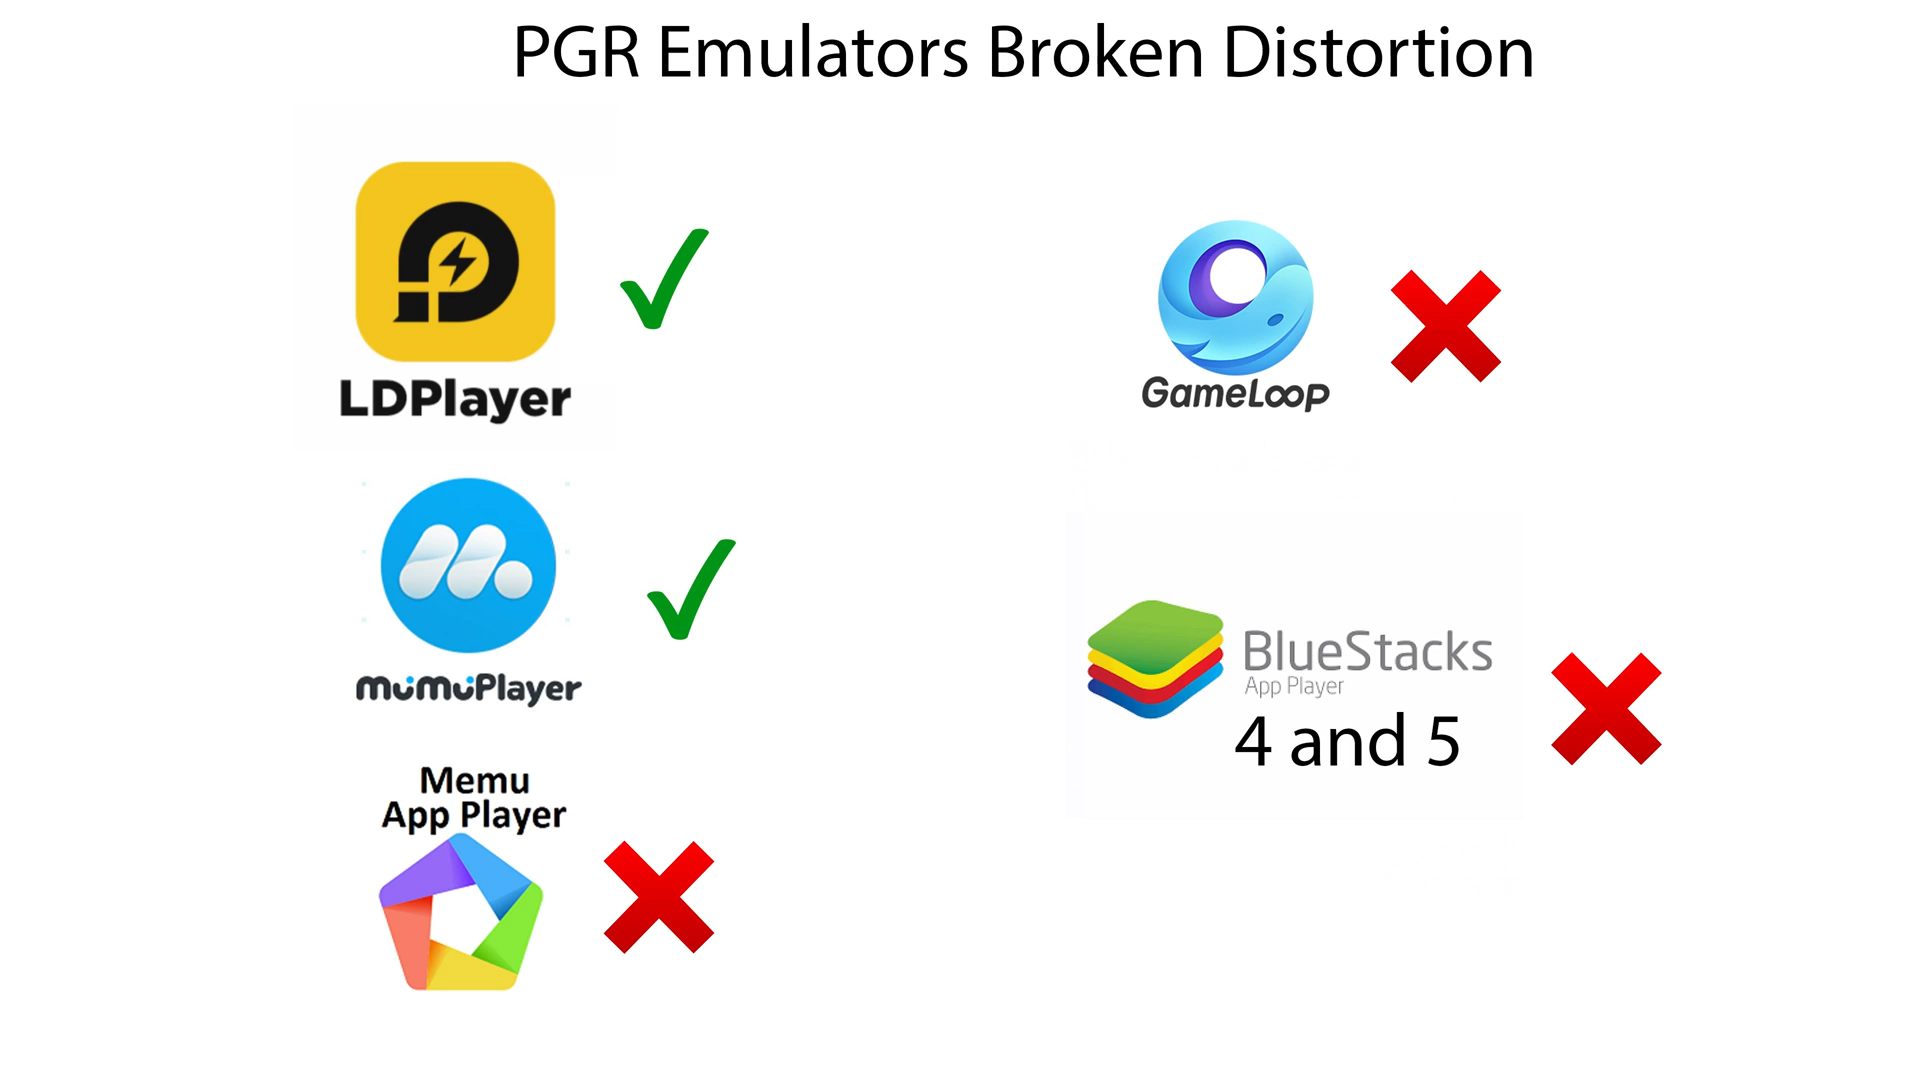 PGR Emulators Broken Distortion
LDPlayer
GameLoop
mumuPlayer
BlueStacks
App Player
4 and 5
Memu
App Player